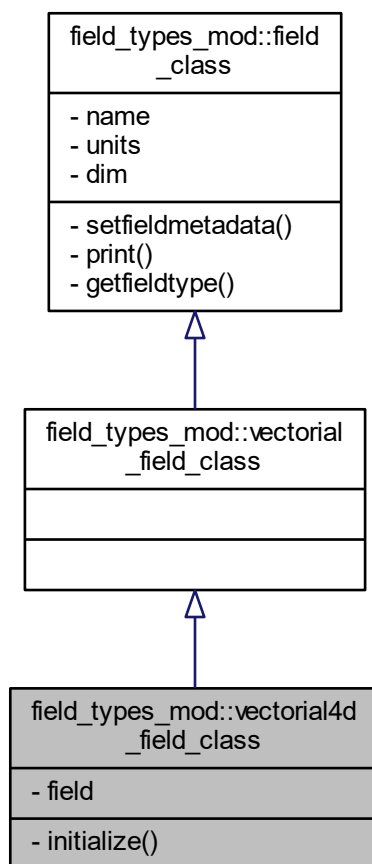 field_types_mod::field
_class
- name
- units
- dim
- setfieldmetadata()
- print()
- getfieldtype()
field_types_mod::vectorial
_field_class
field_types_mod::vectorial4d
_field_class
- field
- initialize()